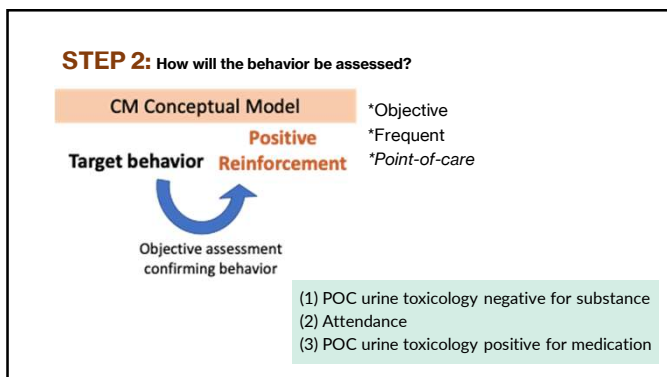 STEP 2: How will the behavior be assessed?
CM Conceptual Model
Positive
Target behavior Reinforcement
Objective assessment
confirming behavior
*Objective
*Frequent
*Point-of-care
(1) POC urine toxicology negative for substance
(2) Attendance
(3) POC urine toxicology positive for medication